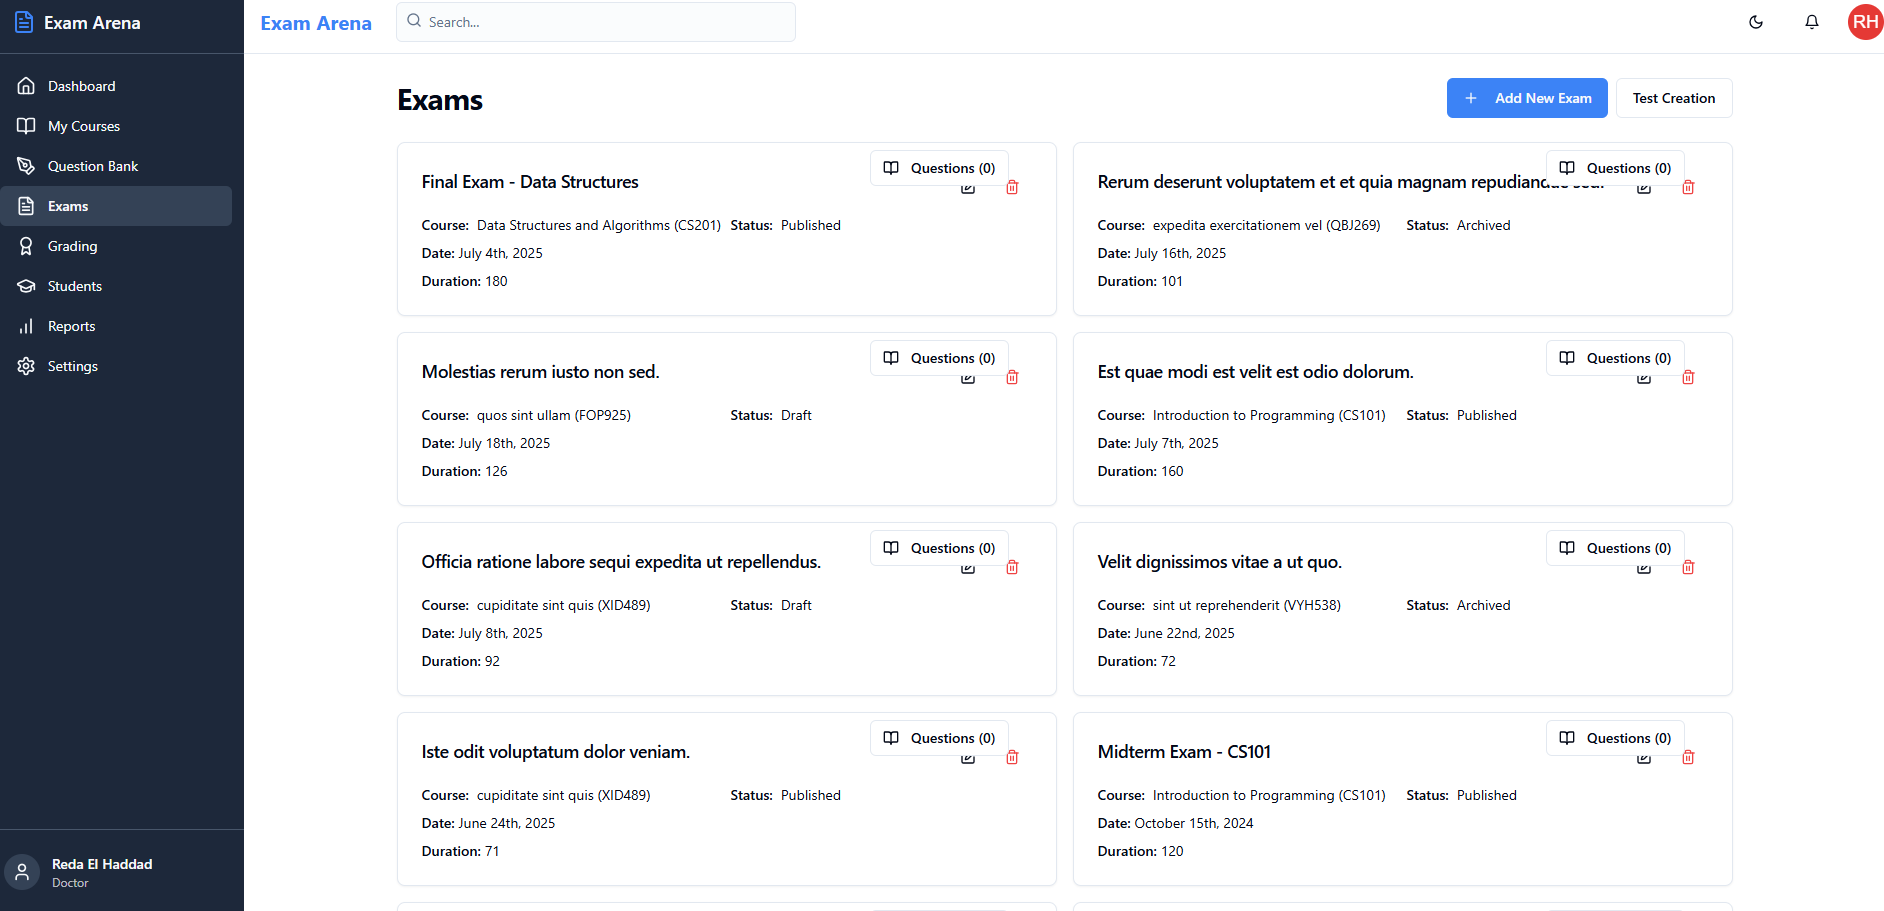 Exam Arena
Dashboard
My Courses
Question Bank
Exams
Grading
Students
Reports
Settings
Reda El Haddad
Doctor
Exam Arena
Search...
RH
Exams
Add New Exam
Test Creation
Final Exam - Data Structures
Questions (0)
Course: Data Structures and Algorithms (CS201) Status: Published
Date: July 4th, 2025
Duration: 180
Rerum deserunt voluptatem et et quia magnam repudiandae sed.
Questions (0)
Course: expedita exercitationem vel (QBJ269) Status: Archived
Date: July 16th, 2025
Duration: 101
Molestias rerum iusto non sed.
Questions (0)
Course: quos sint ullam (FOP925) Status: Draft
Date: July 18th, 2025
Duration: 126
Est quae modi est velit est odio dolorum.
Questions (0)
Course: Introduction to Programming (CS101) Status: Published
Date: July 7th, 2025
Duration: 160
Officia ratione labore sequi expedita ut repellendus.
Questions (0)
Course: cupiditate sint quis (XID489) Status: Draft
Date: July 8th, 2025
Duration: 92
Velit dignissimos vitae a ut quo.
Questions (0)
Course: sint ut reprehenderit (VYH538) Status: Archived
Date: June 22nd, 2025
Duration: 72
Iste odit voluptatum dolor veniam.
Questions (0)
Course: cupiditate sint quis (XID489) Status: Published
Date: June 24th, 2025
Duration: 71
Midterm Exam - CS101
Questions (0)
Course: Introduction to Programming (CS101) Status: Published
Date: October 15th, 2024
Duration: 120